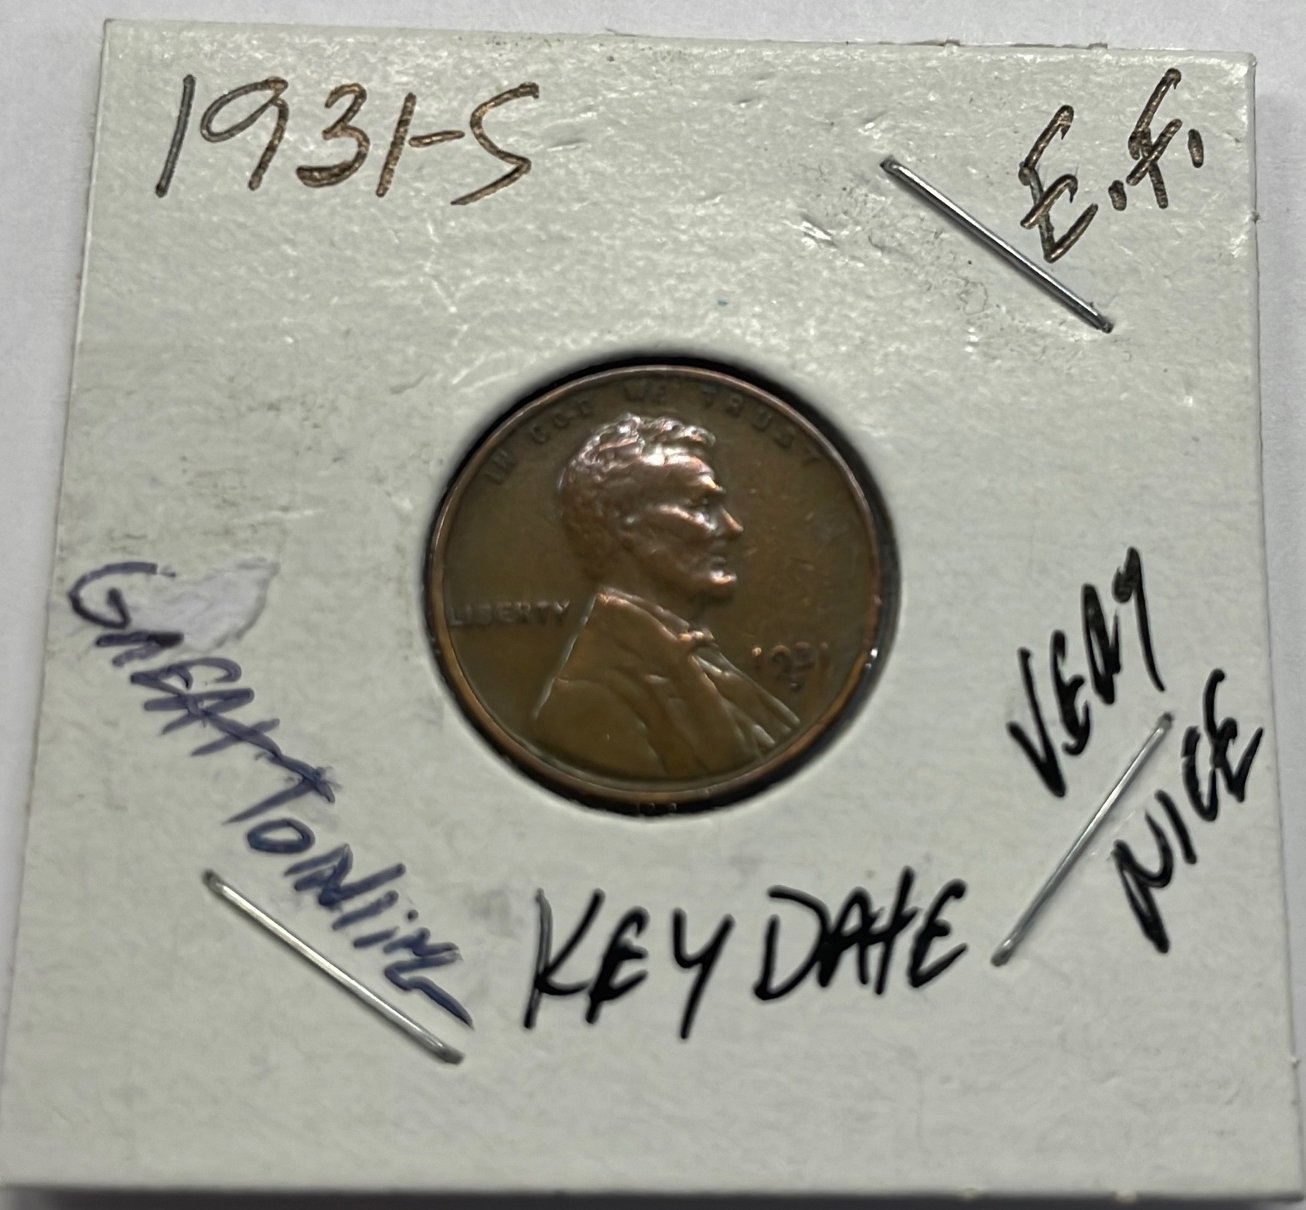 1931-S
E.F.
IN GOD WE TRUST
LIBERTY
1931
S
GREAT TONiNG
KEY DATE
VERY
NICE